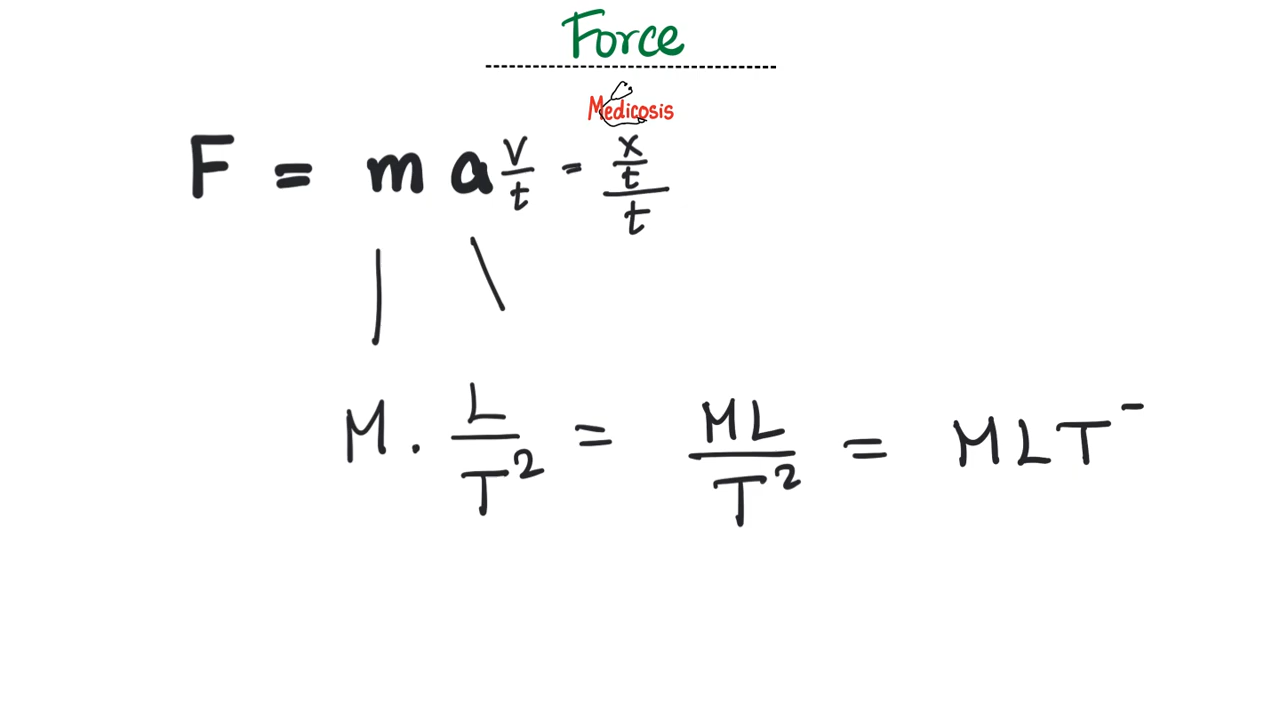 Force
Medicosis
F = m a v/t = x/t/t
M . L/T² = ML/T² = MLT⁻